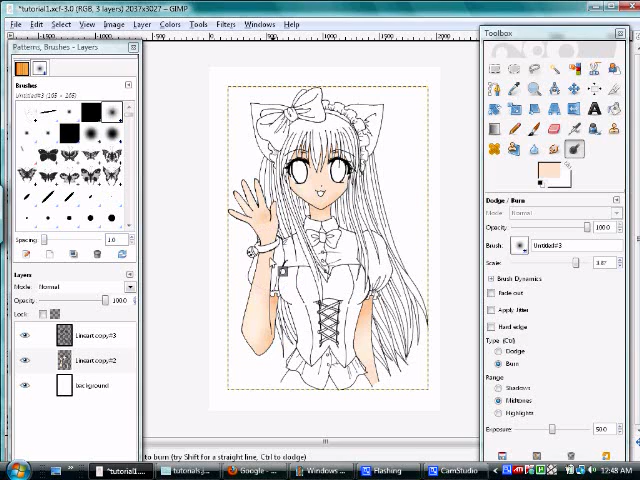 *tutorial1.xcf-3.0 (RGB, 3 layers) 2037x3027 – GIMP
File Edit Select View Image Layer Colors Tools Filters Windows Help
Patterns, Brushes - Layers
Brushes
Spacing 1.0
Layers
Mode: Normal
Opacity 100.0
Lock:
Lineart copy#3
Lineart copy#2
background
Toolbox
Dodge / Burn
Mode: Normal
Opacity: 100.0
Brush: Untitled#3
Scale: 3.87
Brush Dynamics
Fade out
Apply Jitter
Hard edge
Type (Ctrl)
Dodge
Burn
Range
Shadows
Midtones
Highlights
Exposure: 50.0
to burn (try Shift for a straight line, Ctrl to dodge)
*tutorial1....
tutorials.j...
Google - ...
Windows ...
Flashing
CamStudio
12:48 AM